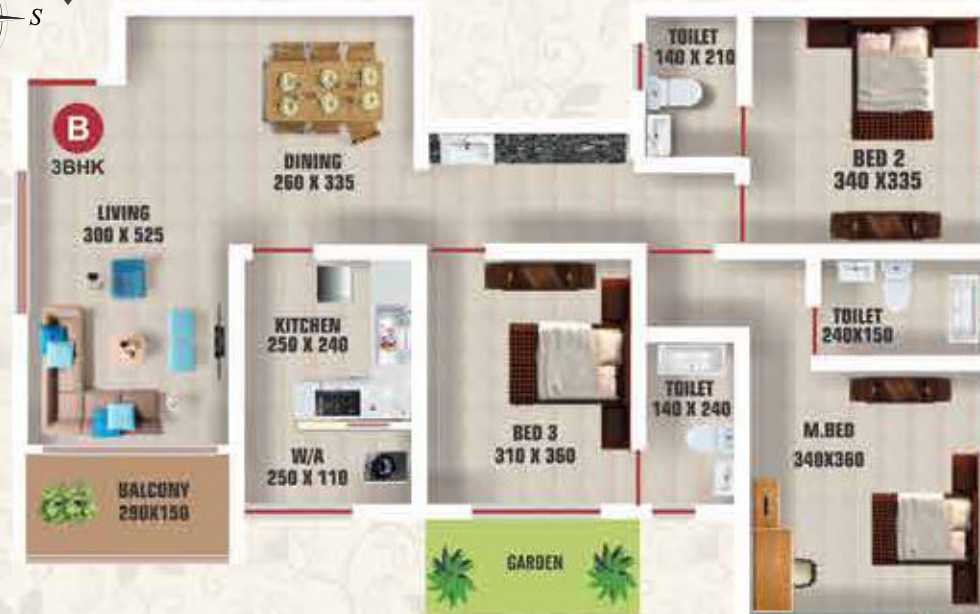 S
B
3BHK
LIVING
300 X 525
DINING
260 X 335
TOILET
140 X 210
BED 2
340 X335
KITCHEN
250 X 240
W/A
250 X 110
BED 3
310 X 360
TOILET
140 X 240
TOILET
240X150
M.BED
340X360
BALCONY
290X150
GARDEN